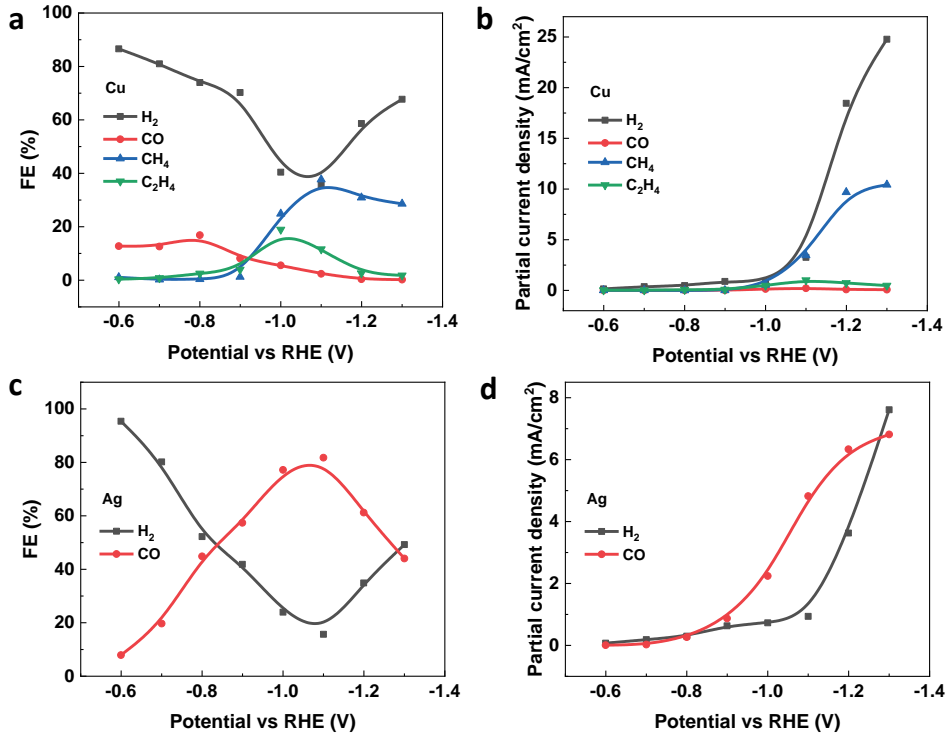 a
100
80
60
40
20
0
FE (%)
Cu
H2
CO
CH4
C2H4
-0.6 -0.8 -1.0 -1.2 -1.4
Potential vs RHE (V)
b
25
20
15
10
5
0
Partial current density (mA/cm2)
Cu
H2
CO
CH4
C2H4
-0.6 -0.8 -1.0 -1.2 -1.4
Potential vs RHE (V)
c
100
80
60
40
20
0
FE (%)
Ag
H2
CO
-0.6 -0.8 -1.0 -1.2 -1.4
Potential vs RHE (V)
d
8
6
4
2
0
Partial current density (mA/cm2)
Ag
H2
CO
-0.6 -0.8 -1.0 -1.2 -1.4
Potential vs RHE (V)